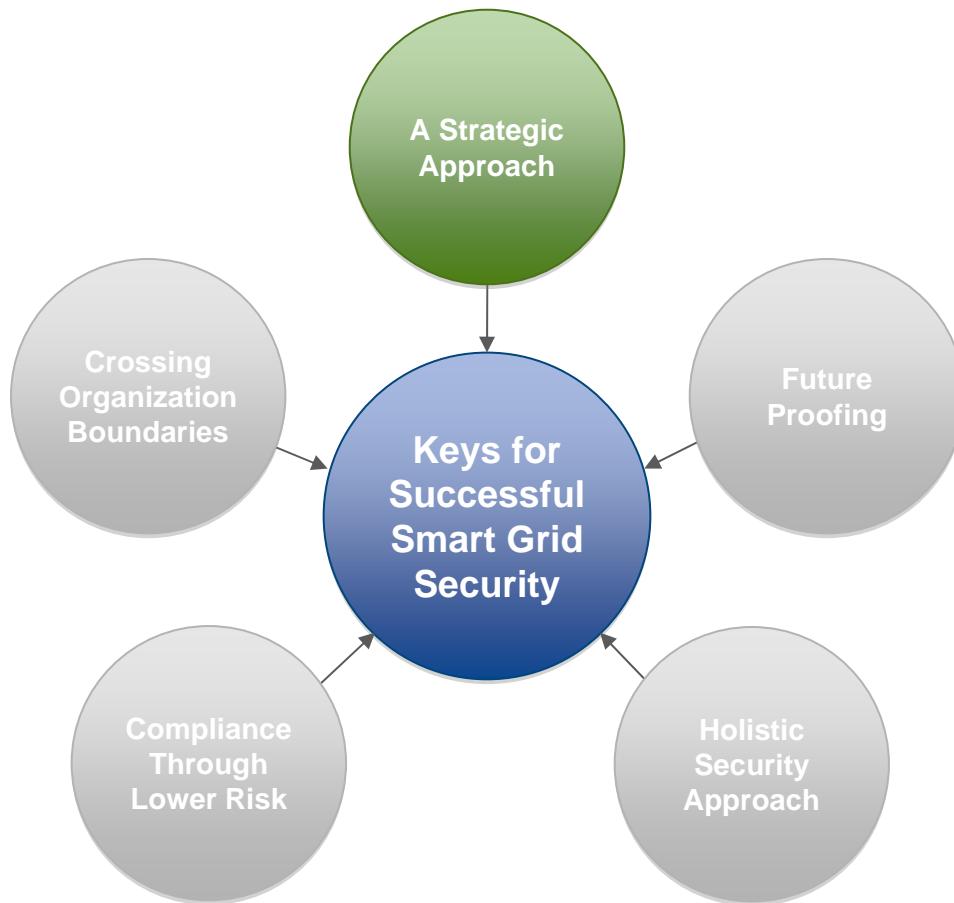 A Strategic
Approach
Crossing
Organization
Boundaries
Future
Proofing
Keys for
Successful
Smart Grid
Security
Compliance
Through
Lower Risk
Holistic
Security
Approach